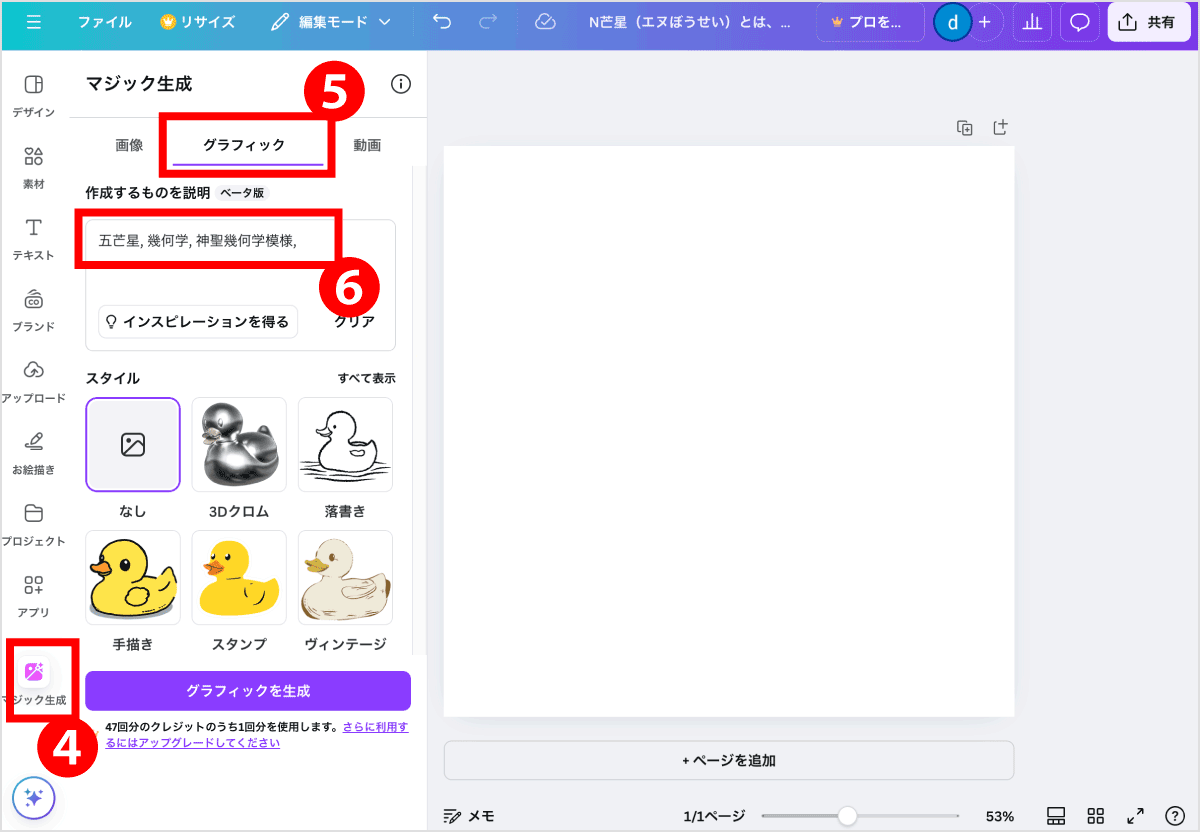 ファイル
リサイズ
編集モード
N芒星（エヌぼうせい）とは、...
プロを...
d
共有
デザイン
素材
テキスト
ブランド
アップロード
お絵描き
プロジェクト
アプリ
マジック生成
4
マジック生成
5
画像
グラフィック
動画
作成するものを説明 ベータ版
五芒星, 幾何学, 神聖幾何学模様,
6
インスピレーションを得る
クリア
スタイル
すべて表示
なし
3Dクロム
落書き
手描き
スタンプ
ヴィンテージ
グラフィックを生成
47回分のクレジットのうち1回分を使用します。さらに利用す
るにはアップグレードしてください
+ ページを追加
メモ
1/1ページ
53%